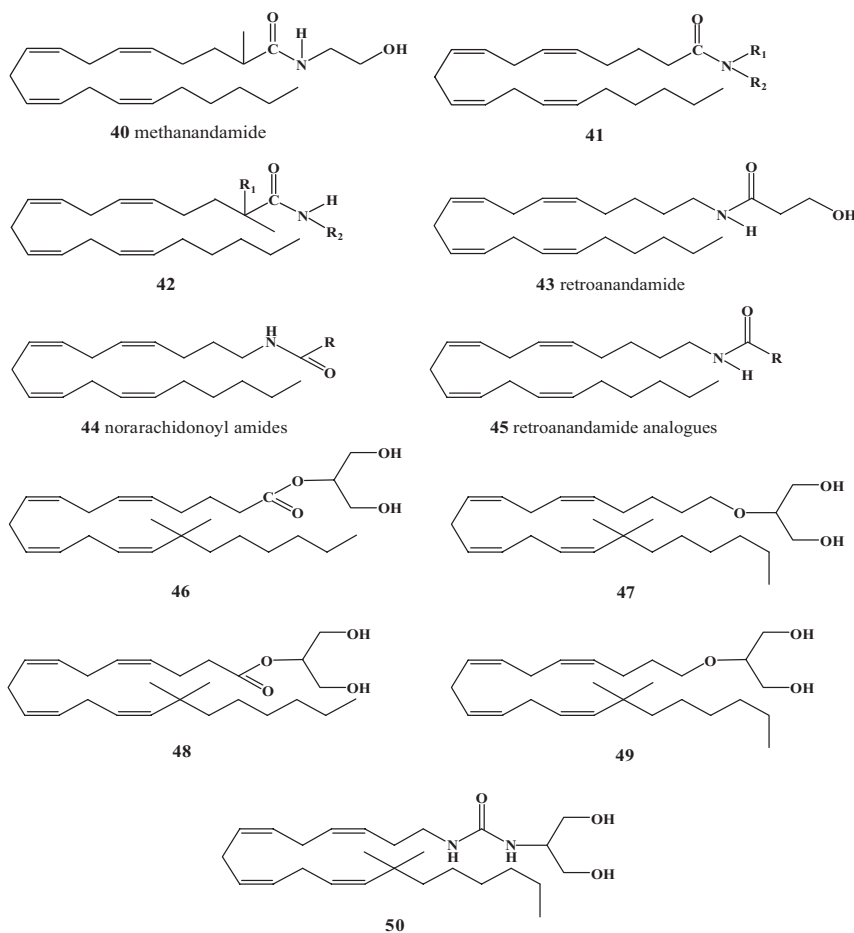 O
H
C
N
OH
40 methanandamide
O
C
R1
N
R2
41
O
R1
C
H
N
R2
42
O
N
H
OH
43 retroanandamide
H
N
R
O
44 norarachidonoyl amides
O
N
R
H
45 retroanandamide analogues
OH
O
C
OH
O
46
OH
O
OH
47
OH
O
C
OH
O
48
OH
O
OH
49
O
C
OH
N
N
H
H
OH
50